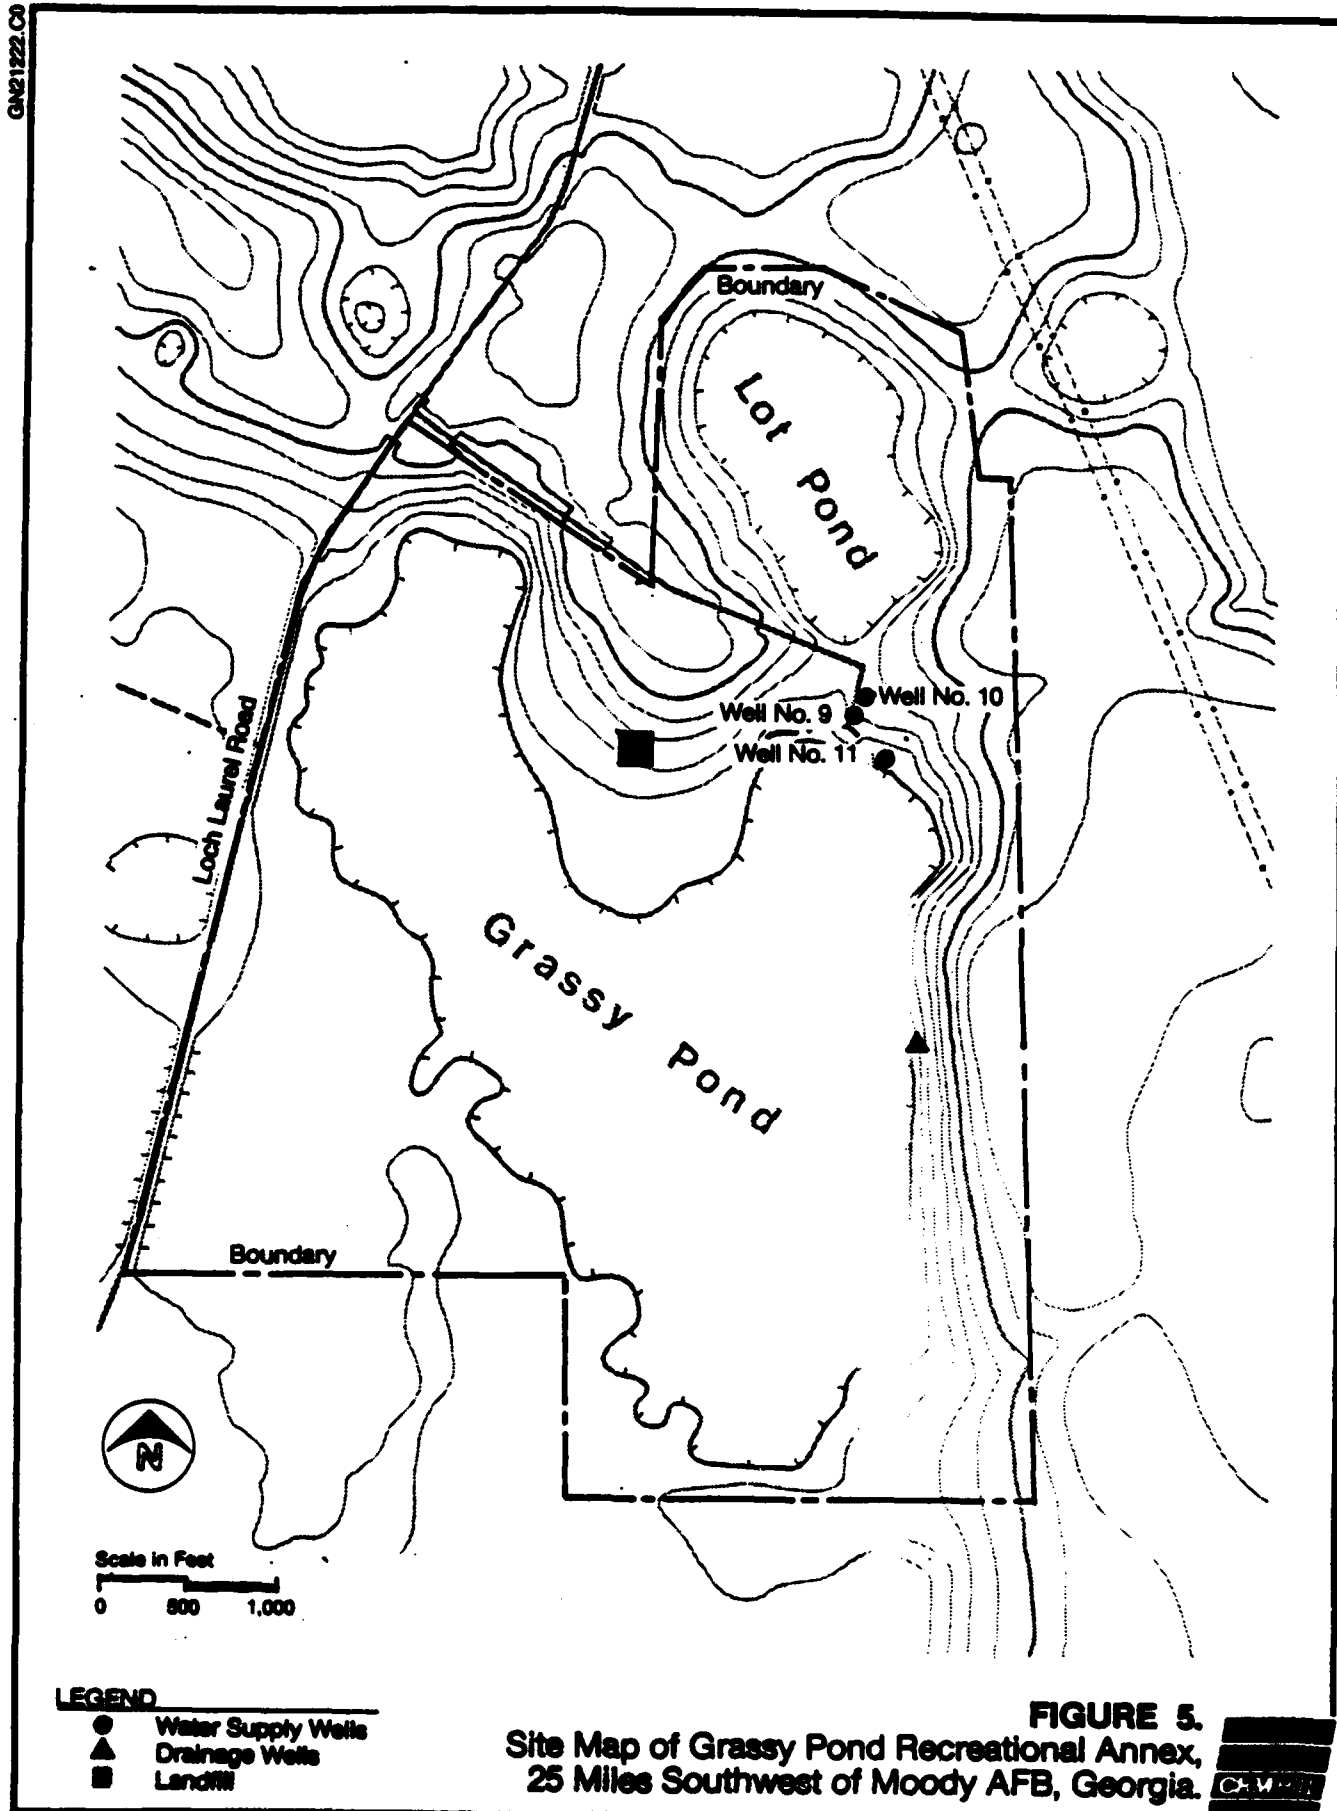 GN21222.C0
Boundary
Lot Pond
Well No. 10
Well No. 9
Well No. 11
Loch Laurel Road
Grassy Pond
Boundary
N
Scale in Feet
0 500 1,000
LEGEND
Water Supply Wells
Drainage Wells
Landfill
FIGURE 5.
Site Map of Grassy Pond Recreational Annex,
25 Miles Southwest of Moody AFB, Georgia.